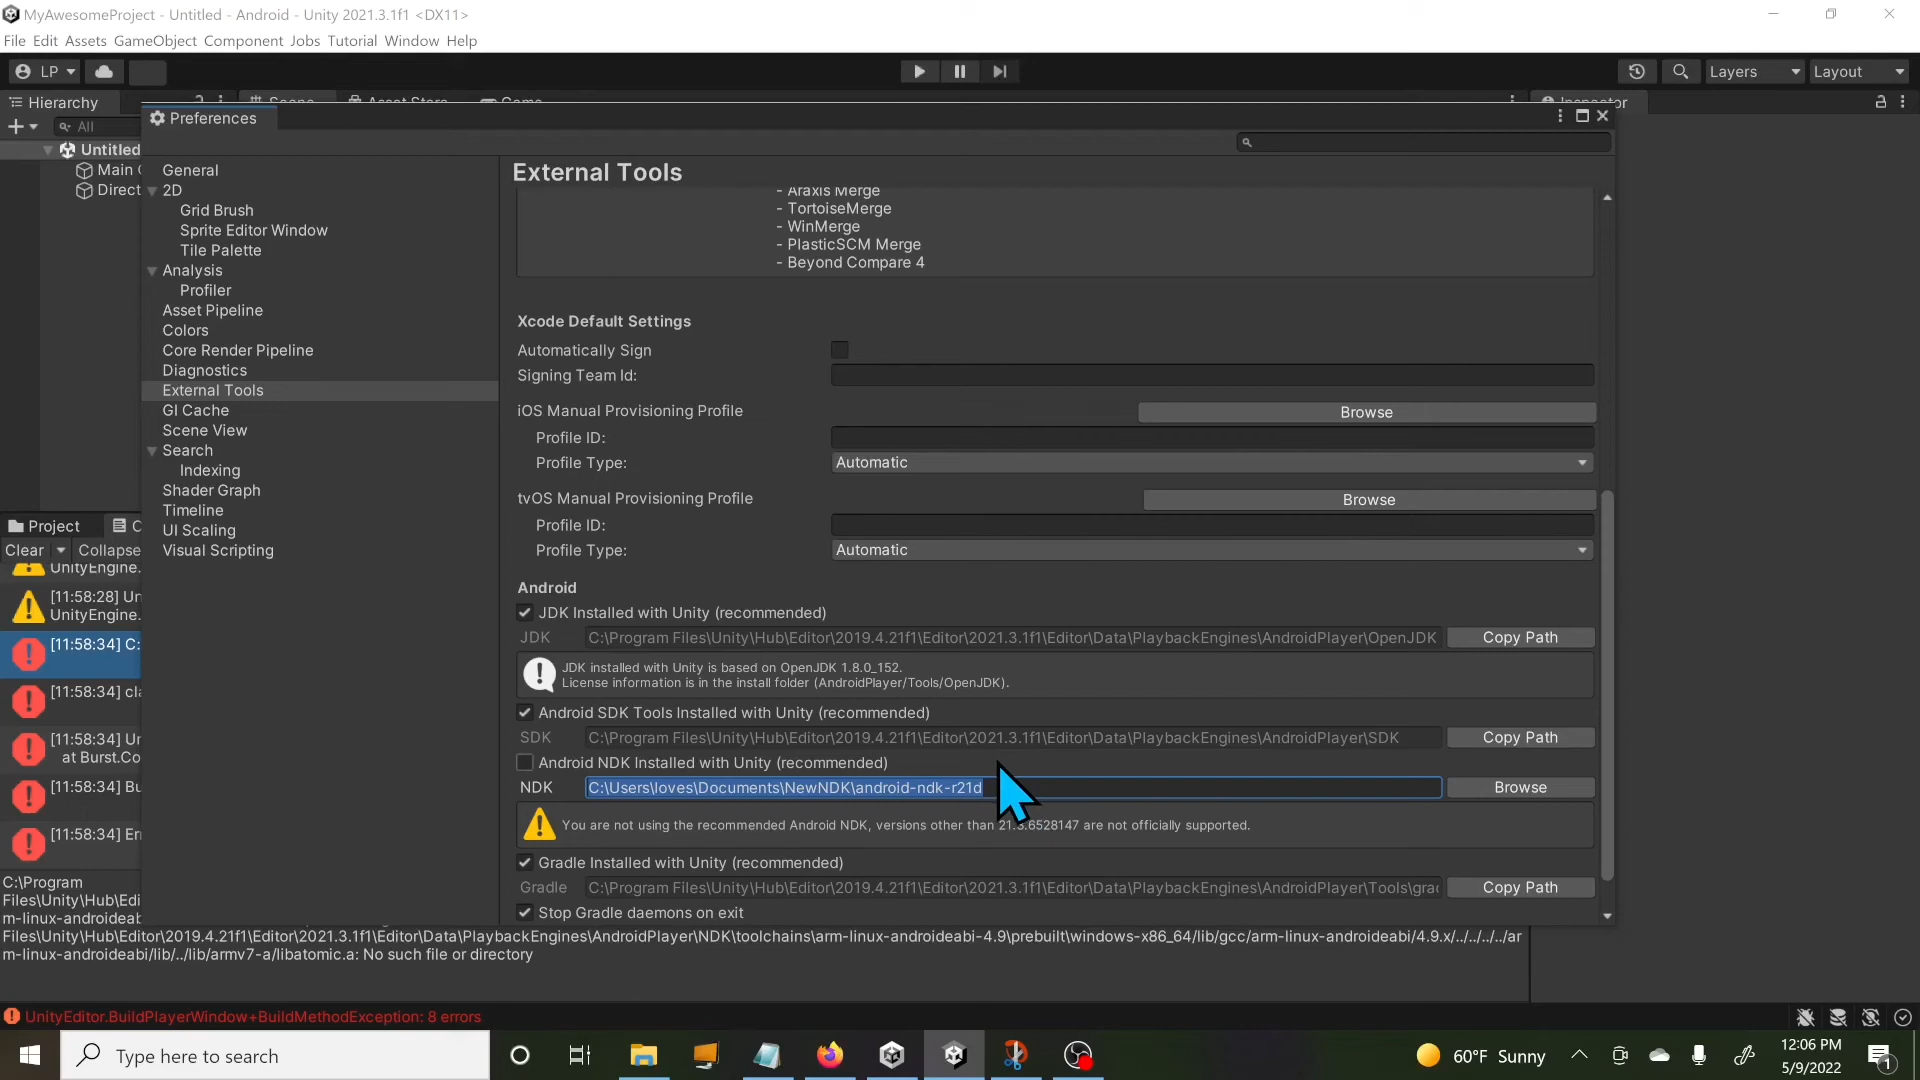 MyAwesomeProject - Untitled - Android - Unity 2021.3.1f1 <DX11>
File Edit Assets GameObject Component Jobs Tutorial Window Help
LP
Layers
Layout
Hierarchy
Scene
Asset Store
Game
Inspector
Preferences
All
Untitled
Main
Direct
General
2D
Grid Brush
Sprite Editor Window
Tile Palette
Analysis
Profiler
Asset Pipeline
Colors
Core Render Pipeline
Diagnostics
External Tools
GI Cache
Scene View
Search
Indexing
Shader Graph
Timeline
UI Scaling
Visual Scripting
External Tools
- Araxis Merge
- TortoiseMerge
- WinMerge
- PlasticSCM Merge
- Beyond Compare 4
Xcode Default Settings
Automatically Sign
Signing Team Id:
iOS Manual Provisioning Profile
Browse
Profile ID:
Profile Type:
Automatic
tvOS Manual Provisioning Profile
Browse
Profile ID:
Profile Type:
Automatic
Android
JDK Installed with Unity (recommended)
JDK C:\Program Files\Unity\Hub\Editor\2019.4.21f1\Editor\2021.3.1f1\Editor\Data\PlaybackEngines\AndroidPlayer\OpenJDK Copy Path
JDK installed with Unity is based on OpenJDK 1.8.0_152.
License information is in the install folder (AndroidPlayer/Tools/OpenJDK).
Android SDK Tools Installed with Unity (recommended)
SDK C:\Program Files\Unity\Hub\Editor\2019.4.21f1\Editor\2021.3.1f1\Editor\Data\PlaybackEngines\AndroidPlayer\SDK Copy Path
Android NDK Installed with Unity (recommended)
NDK C:\Users\loves\Documents\NewNDK\android-ndk-r21d Browse
You are not using the recommended Android NDK, versions other than 21.3.6528147 are not officially supported.
Gradle Installed with Unity (recommended)
Gradle C:\Program Files\Unity\Hub\Editor\2019.4.21f1\Editor\2021.3.1f1\Editor\Data\PlaybackEngines\AndroidPlayer\Tools\grad Copy Path
Stop Gradle daemons on exit
Project
C
Clear
Collapse
UnityEngine.
[11:58:28] Un
UnityEngine.
[11:58:34] C:
[11:58:34] cla
[11:58:34] Un
at Burst.Co
[11:58:34] Bu
[11:58:34] Err
C:\Program
Files\Unity\Hub\Edi
m-linux-androideab
Files\Unity\Hub\Editor\2019.4.21f1\Editor\2021.3.1f1\Editor\Data\PlaybackEngines\AndroidPlayer\NDK\toolchains\arm-linux-androideabi-4.9\prebuilt\windows-x86_64/lib/gcc/arm-linux-androideabi/4.9.x/../../../../ar
m-linux-androideabi/lib/../lib/armv7-a/libatomic.a: No such file or directory
UnityEditor.BuildPlayerWindow+BuildMethodException: 8 errors
Type here to search
60°F Sunny
12:06 PM
5/9/2022
1